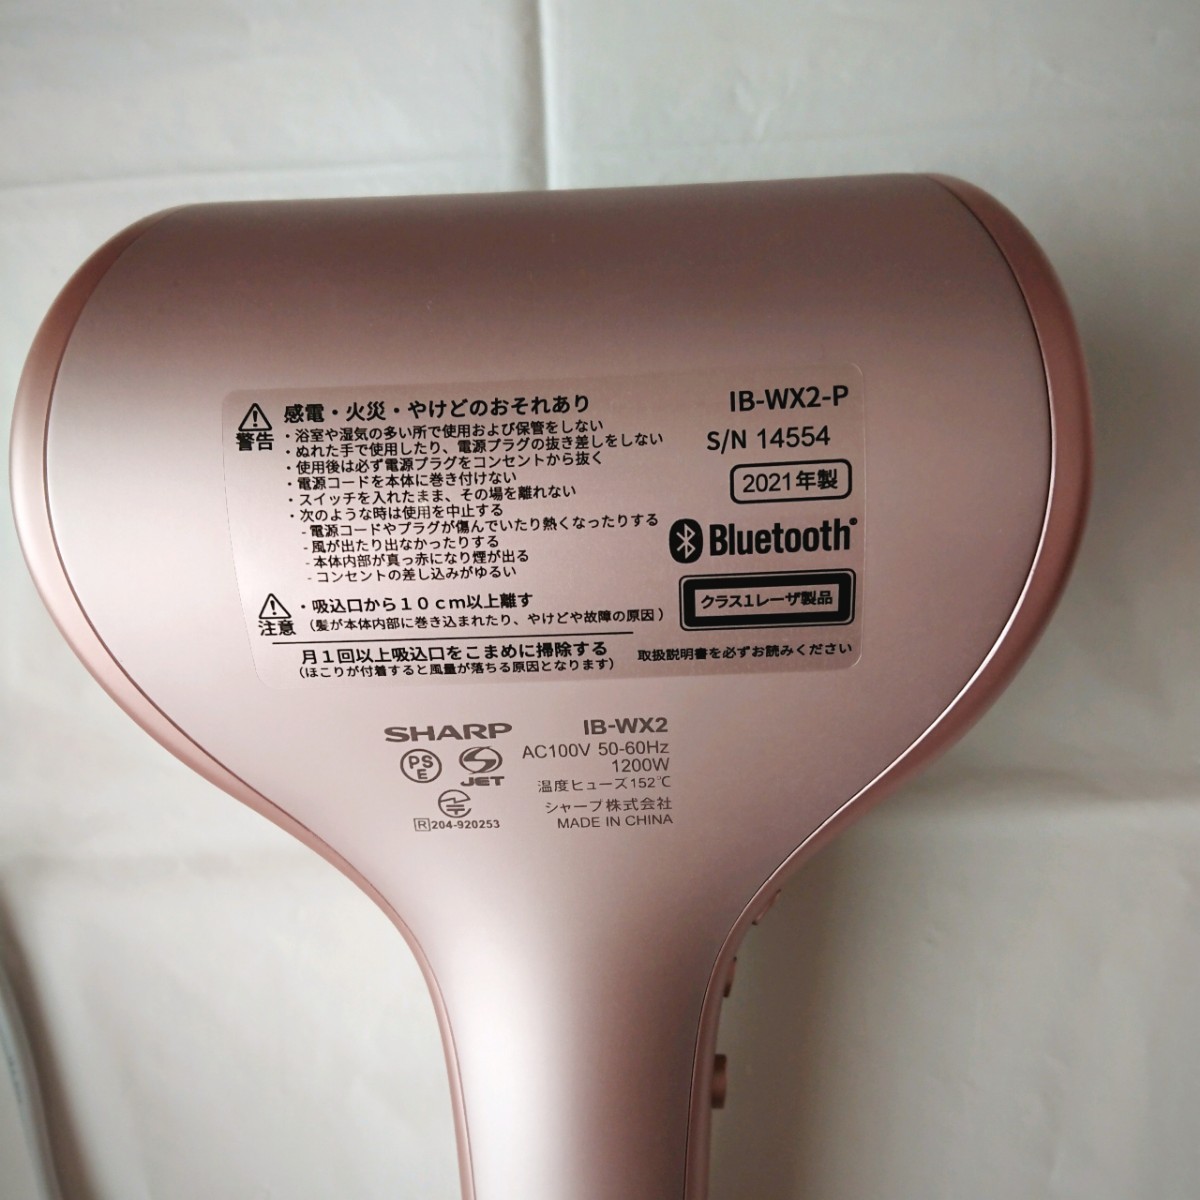 警告
感電・火災・やけどのおそれあり
・浴室や湿気の多い所で使用および保管をしない
・ぬれた手で使用したり、電源プラグの抜き差しをしない
・使用後は必ず電源プラグをコンセントから抜く
・電源コードを本体に巻き付けない
・スイッチを入れたまま、その場を離れない
・次のような時は使用を中止する
- 電源コードやプラグが傷んでいたり熱くなったりする
- 風が出たり出なかったりする
- 本体内部が真っ赤になり煙が出る
- コンセントの差し込みがゆるい
注意
・吸込口から10cm以上離す
（髪が本体内部に巻き込まれたり、やけどや故障の原因）
月1回以上吸込口をこまめに掃除する
（ほこりが付着すると風量が落ちる原因となります）
IB-WX2-P
S/N 14554
2021年製
Bluetooth®
クラス1レーザ製品
取扱説明書を必ずお読みください
SHARP
PS
E
JET
R 204-920253
IB-WX2
AC100V 50-60Hz
1200W
温度ヒューズ152℃
シャープ株式会社
MADE IN CHINA